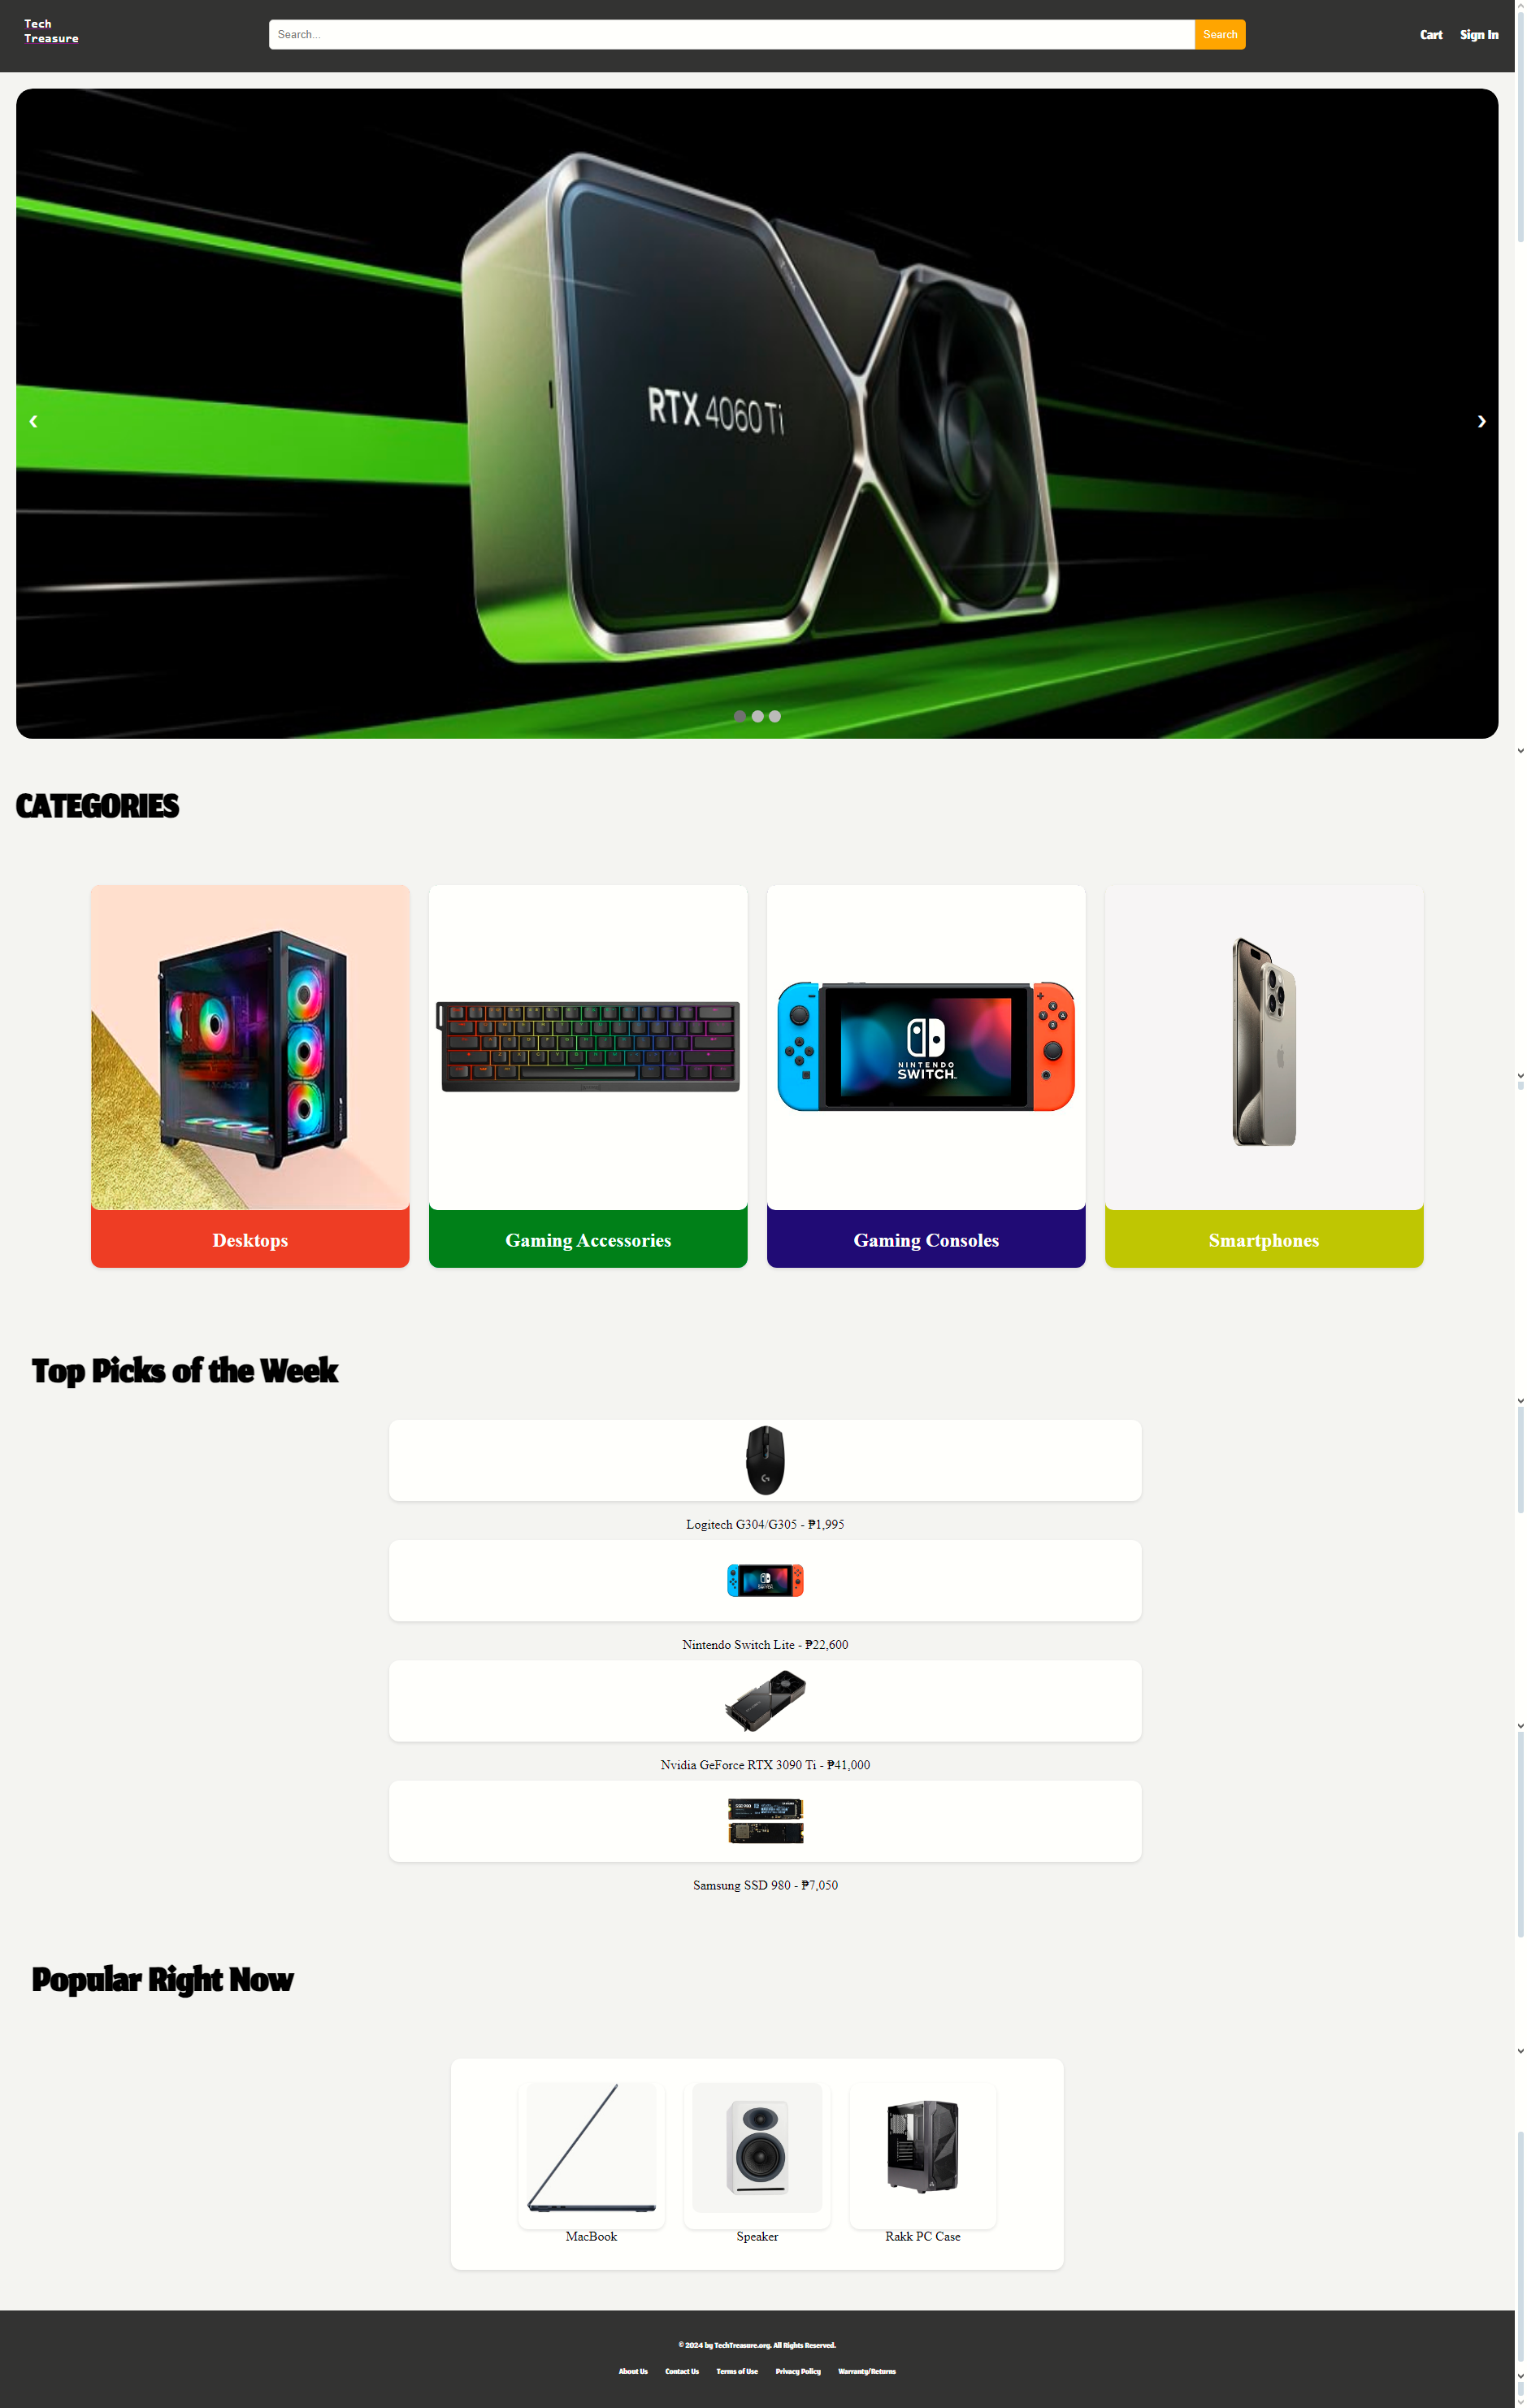 Tech
Treasure
Search...
Search
Cart
Sign In
RTX 4060 Ti
❮
❯
CATEGORIES
NINTENDO
SWITCH
Desktops
Gaming Accessories
Gaming Consoles
Smartphones
Top Picks of the Week
Logitech G304/G305 - ₱1,995
Nintendo Switch Lite - ₱22,600
Nvidia GeForce RTX 3090 Ti - ₱41,000
Samsung SSD 980 - ₱7,050
Popular Right Now
MacBook
Speaker
Rakk PC Case
© 2024 by TechTreasure.org. All Rights Reserved.
About Us
Contact Us
Terms of Use
Privacy Policy
Warranty/Returns